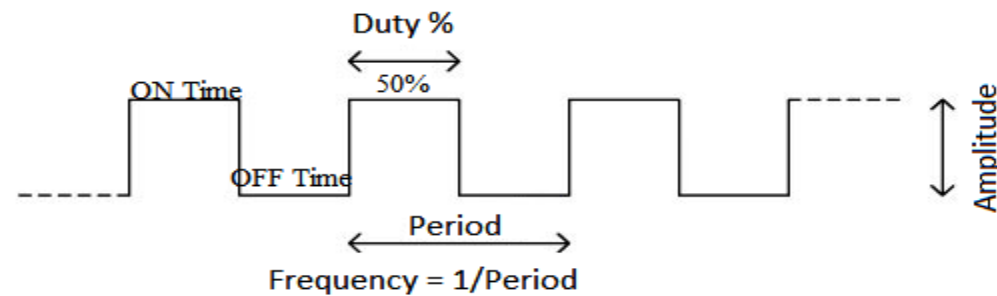 Duty %
50%
ON Time
OFF Time
Amplitude
Period
Frequency = 1/Period